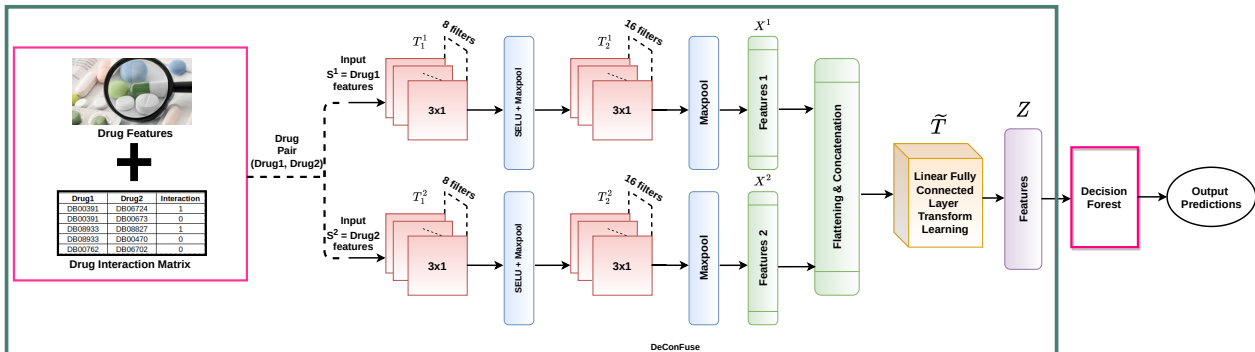 Drug Features
Drug1 Drug2 Interaction
DB00391 DB06724 1
DB00391 DB00673 0
DB08933 DB08827 1
DB08933 DB00470 0
DB00762 DB06702 0
Drug Interaction Matrix
Drug
Pair
(Drug1, Drug2)
Input
S¹ = Drug1
features
T₁¹
8 filters
3x1
SELU + Maxpool
T₂¹
16 filters
3x1
Maxpool
X¹
Features 1
Input
S² = Drug2
features
T₁²
8 filters
3x1
SELU + Maxpool
T₂²
16 filters
3x1
Maxpool
X²
Features 2
Flattening & Concatenation
T̃
Linear Fully
Connected
Layer
Transform
Learning
Z
Features
Decision
Forest
Output
Predictions
DeConFuse